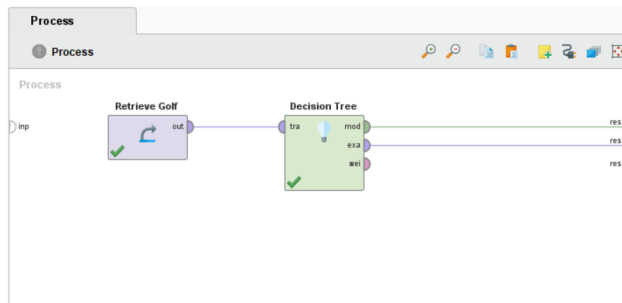 Process
Process
Process
Retrieve Golf
Decision Tree
inp
out
tra
mod
res
exa
res
wei
res